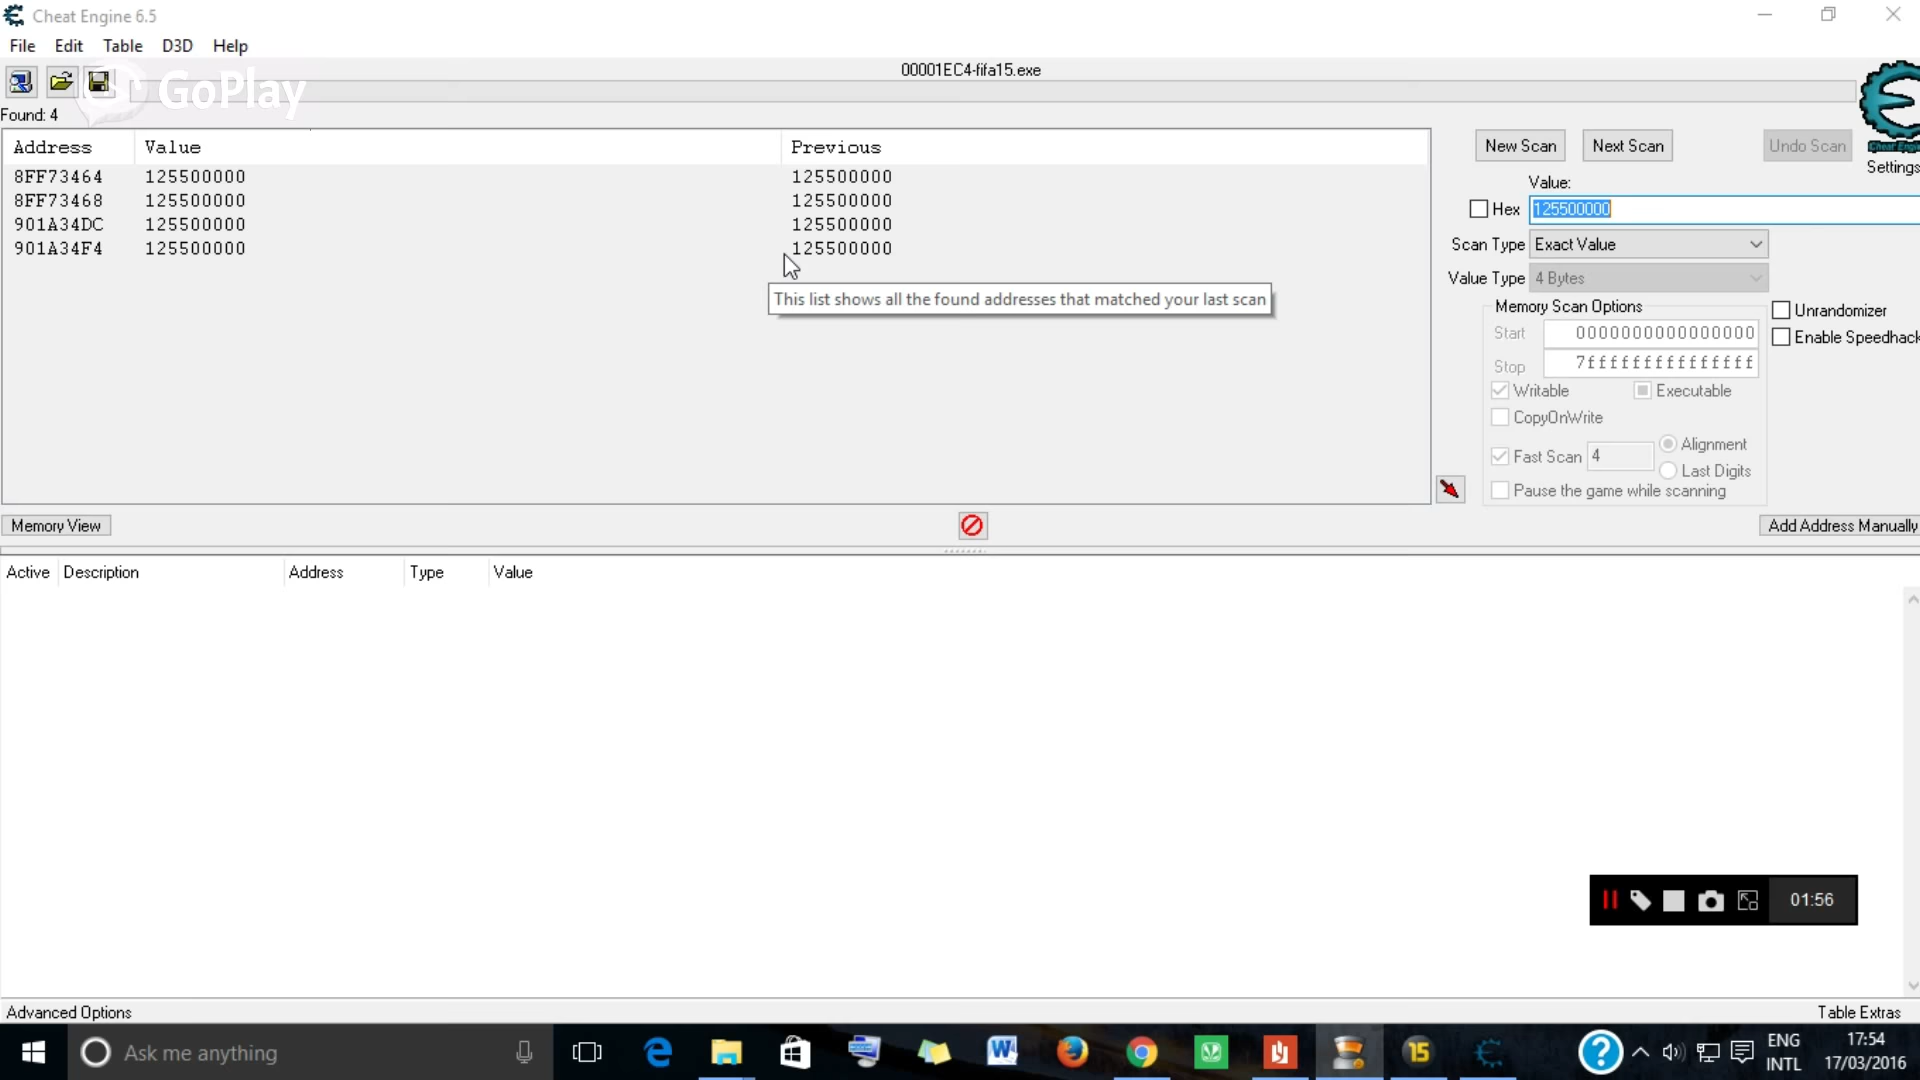 Cheat Engine 6.5
File Edit Table D3D Help
00001EC4-fifa15.exe
GoPlay
Found: 4
Address Value Previous
8FF73464 125500000 125500000
8FF73468 125500000 125500000
901A34DC 125500000 125500000
901A34F4 125500000 125500000
This list shows all the found addresses that matched your last scan
New Scan Next Scan Undo Scan
Cheat Engine
Settings
Value:
Hex 125500000
Scan Type Exact Value
Value Type 4 Bytes
Memory Scan Options
Start 0000000000000000
Stop 7fffffffffffffff
Writable Executable
CopyOnWrite
Fast Scan 4 Alignment
Last Digits
Pause the game while scanning
Unrandomizer
Enable Speedhack
Memory View
Add Address Manually
Active Description Address Type Value
01:56
Advanced Options Table Extras
Ask me anything
15
ENG
INTL
17:54
17/03/2016